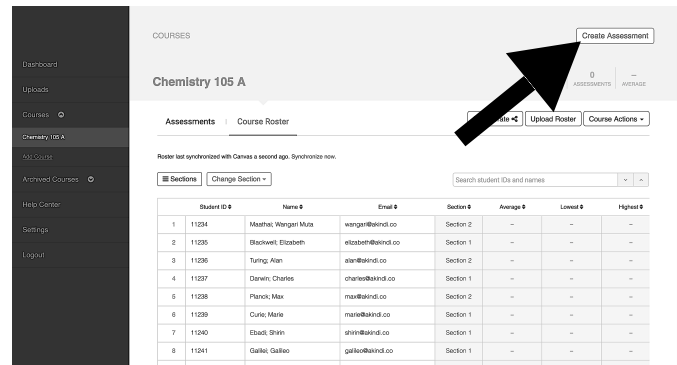 COURSES
Create Assessment
Dashboard
Uploads
Courses
Chemistry 105 A
Add Course
Archived Courses
Help Center
Settings
Logout
Chemistry 105 A
0
ASSESSMENTS
–
AVERAGE
Assessments
Course Roster
Upload Roster
Course Actions
Roster last synchronized with Canvas a second ago. Synchronize now.
Sections
Change Section
Search student IDs and names
Student ID Name Email Section Average Lowest Highest
1 11234 Maathai; Wangari Muta wangari@akindi.co Section 2 – – –
2 11235 Blackwell; Elizabeth elizabeth@akindi.co Section 1 – – –
3 11236 Turing; Alan alan@akindi.co Section 2 – – –
4 11237 Darwin; Charles charles@akindi.co Section 1 – – –
5 11238 Planck; Max max@akindi.co Section 2 – – –
6 11239 Curie; Marie marie@akindi.co Section 1 – – –
7 11240 Ebadi; Shirin shirin@akindi.co Section 1 – – –
8 11241 Galilei; Galileo galileo@akindi.co Section 1 – – –